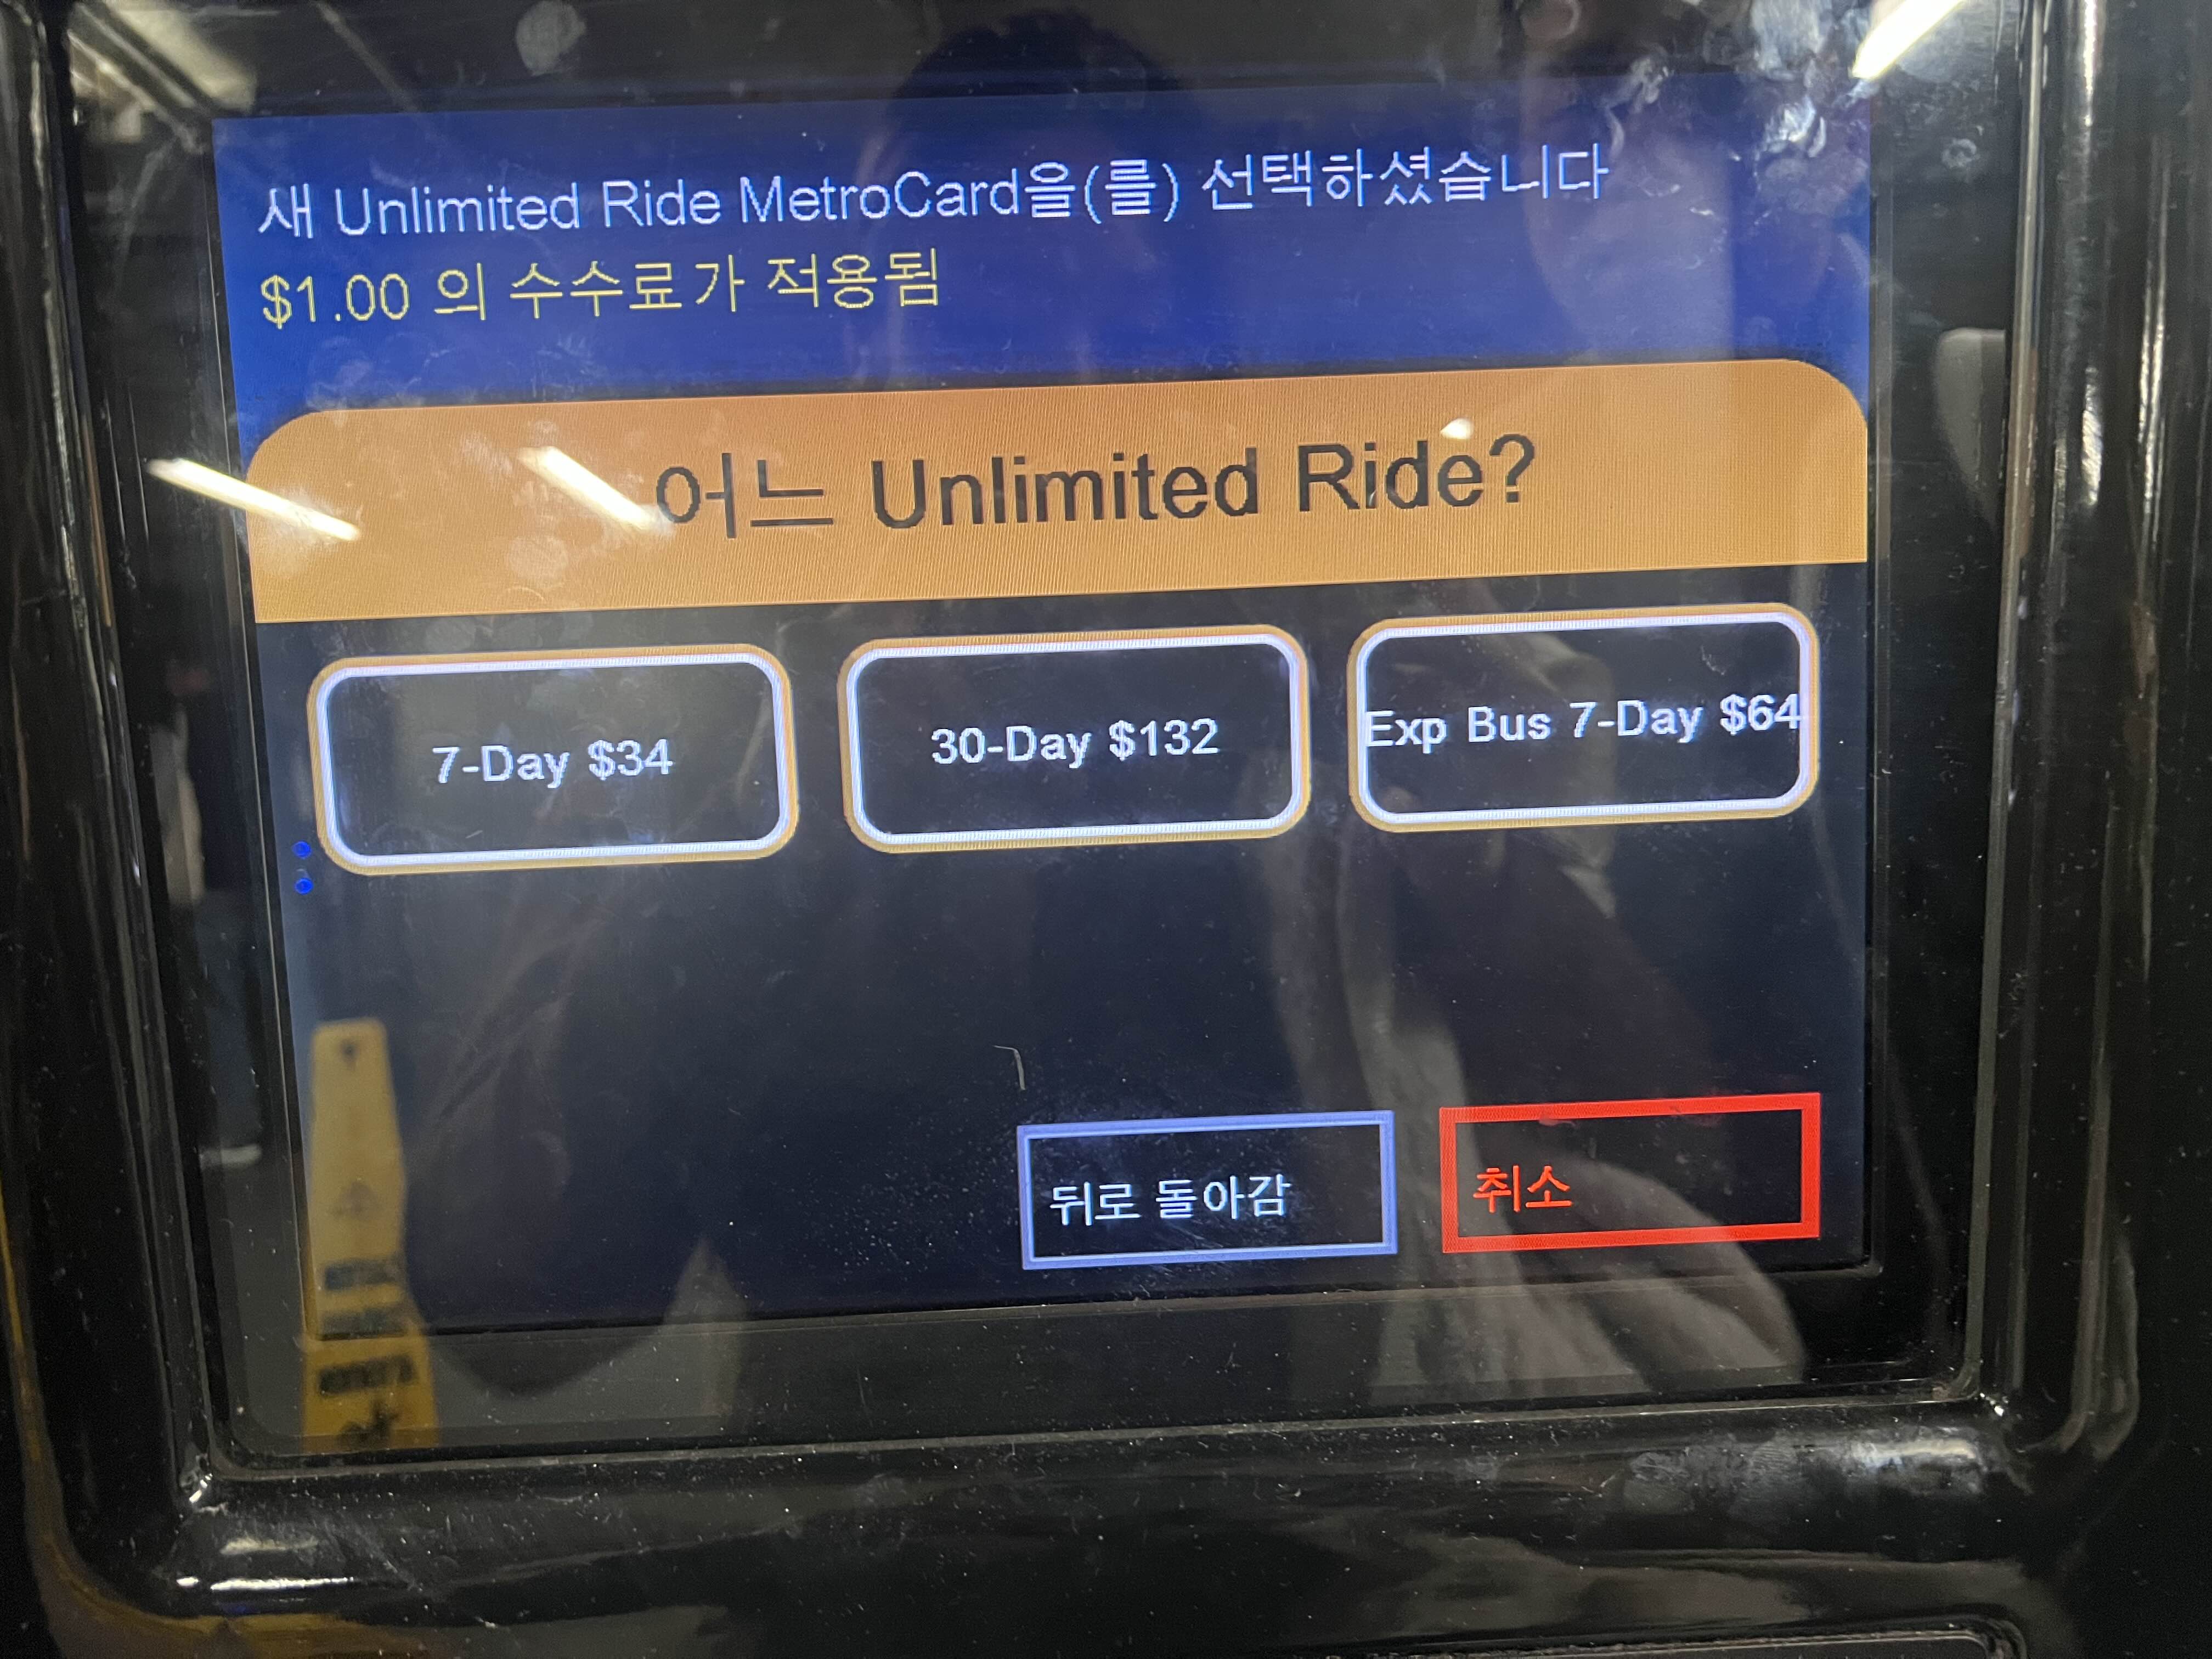 새 Unlimited Ride MetroCard을(를) 선택하셨습니다
$1.00 의 수수료가 적용됨
어느 Unlimited Ride?
7-Day $34
30-Day $132
Exp Bus 7-Day $64
뒤로 돌아감
취소